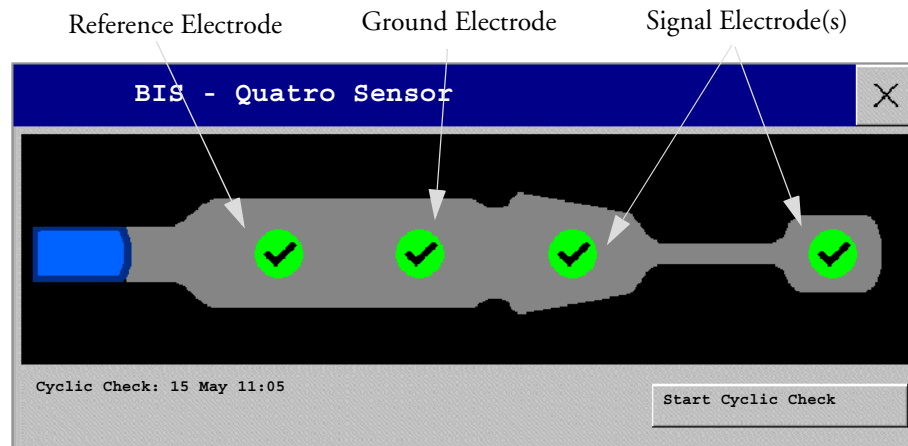 Reference Electrode
Ground Electrode
Signal Electrode(s)
BIS - Quatro Sensor
Cyclic Check: 15 May 11:05
Start Cyclic Check